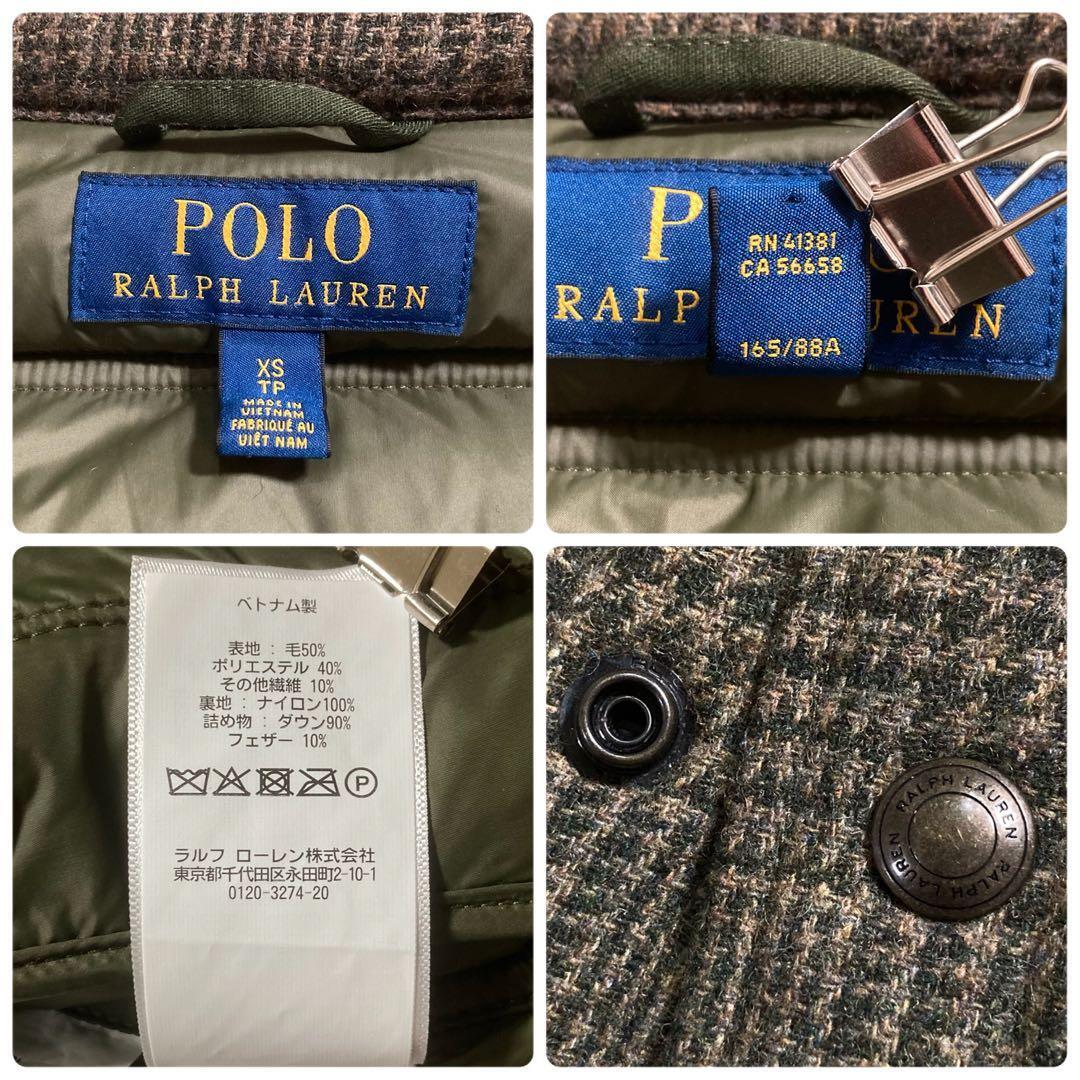 POLO
RALPH LAUREN
XS
TP
MADE IN
VIETNAM
FABRIQUÉ AU
VIÊT NAM
P
RALP
UREN
RN 41381
CA 56658
165/88A
ベトナム製
表地 : 毛50%
ポリエステル 40%
その他繊維 10%
裏地 : ナイロン100%
詰め物 : ダウン90%
フェザー 10%
P
ラルフ ローレン株式会社
東京都千代田区永田町2-10-1
0120-3274-20
RALPH LAUREN
RALPH LAUREN